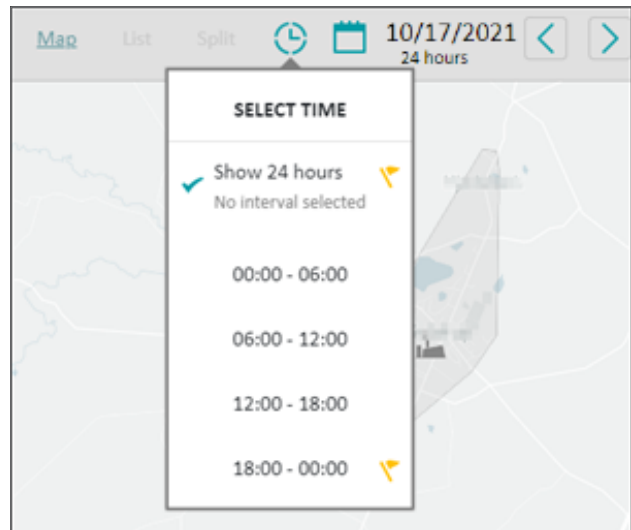 Map List Split 10/17/2021
24 hours
SELECT TIME
Show 24 hours
No interval selected
00:00 - 06:00
06:00 - 12:00
12:00 - 18:00
18:00 - 00:00